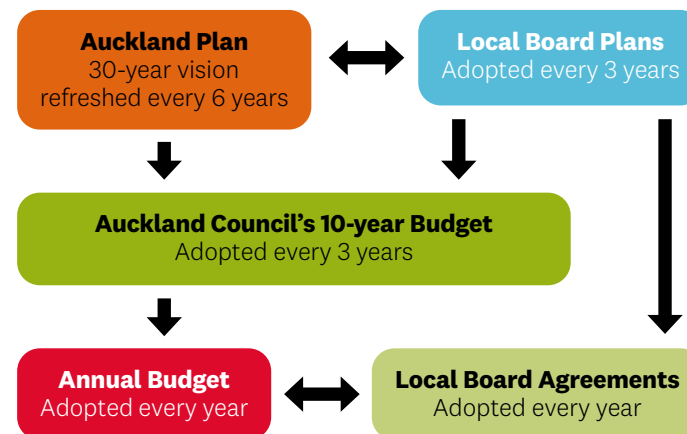 Auckland Plan
30-year vision
refreshed every 6 years
Local Board Plans
Adopted every 3 years
Auckland Council’s 10-year Budget
Adopted every 3 years
Annual Budget
Adopted every year
Local Board Agreements
Adopted every year